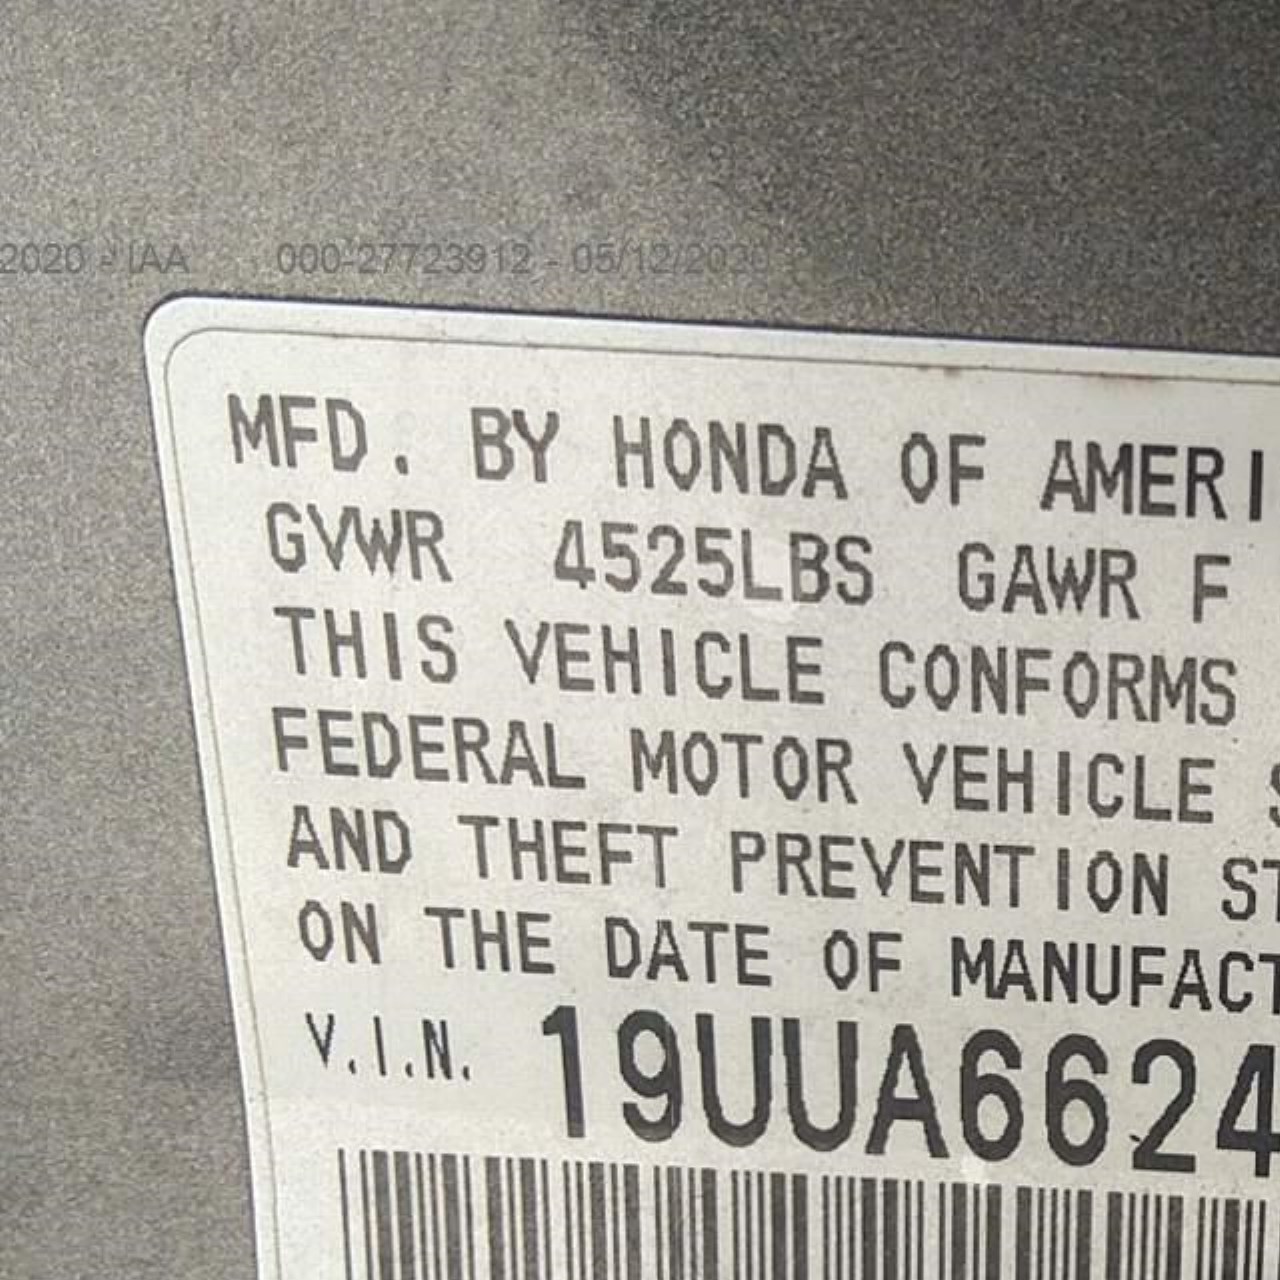 2020 - IAA 000-27723912 - 05/12/2020
MFD. BY HONDA OF AMERI
GVWR 4525LBS GAWR F
THIS VEHICLE CONFORMS
FEDERAL MOTOR VEHICLE S
AND THEFT PREVENTION ST
ON THE DATE OF MANUFACT
V.I.N. 19UUA6624